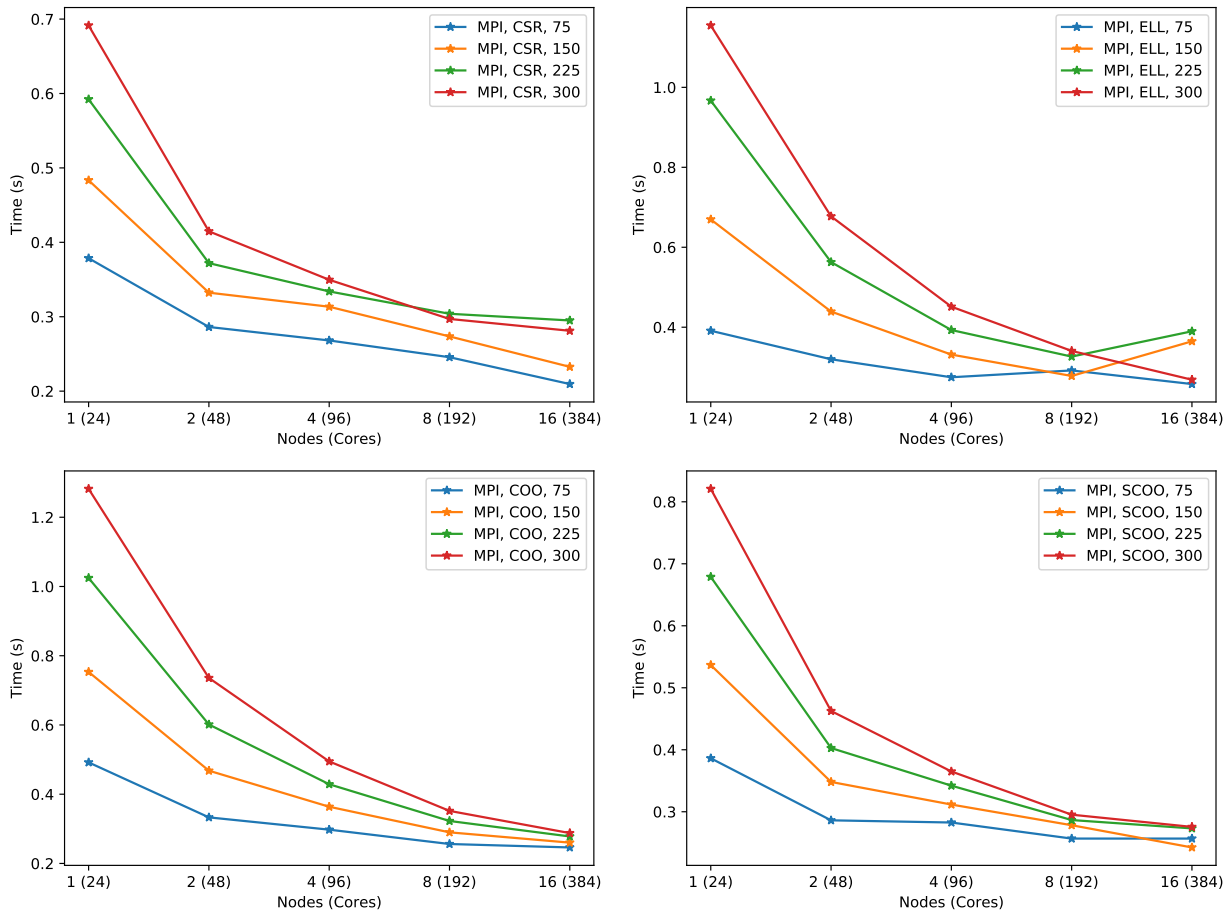 0.7
0.6
0.5
0.4
0.3
0.2
Time (s)
MPI, CSR, 75
MPI, CSR, 150
MPI, CSR, 225
MPI, CSR, 300
1 (24) 2 (48) 4 (96) 8 (192) 16 (384)
Nodes (Cores)
1.0
0.8
0.6
0.4
Time (s)
MPI, ELL, 75
MPI, ELL, 150
MPI, ELL, 225
MPI, ELL, 300
1 (24) 2 (48) 4 (96) 8 (192) 16 (384)
Nodes (Cores)
1.2
1.0
0.8
0.6
0.4
0.2
Time (s)
MPI, COO, 75
MPI, COO, 150
MPI, COO, 225
MPI, COO, 300
1 (24) 2 (48) 4 (96) 8 (192) 16 (384)
Nodes (Cores)
0.8
0.7
0.6
0.5
0.4
0.3
Time (s)
MPI, SCOO, 75
MPI, SCOO, 150
MPI, SCOO, 225
MPI, SCOO, 300
1 (24) 2 (48) 4 (96) 8 (192) 16 (384)
Nodes (Cores)